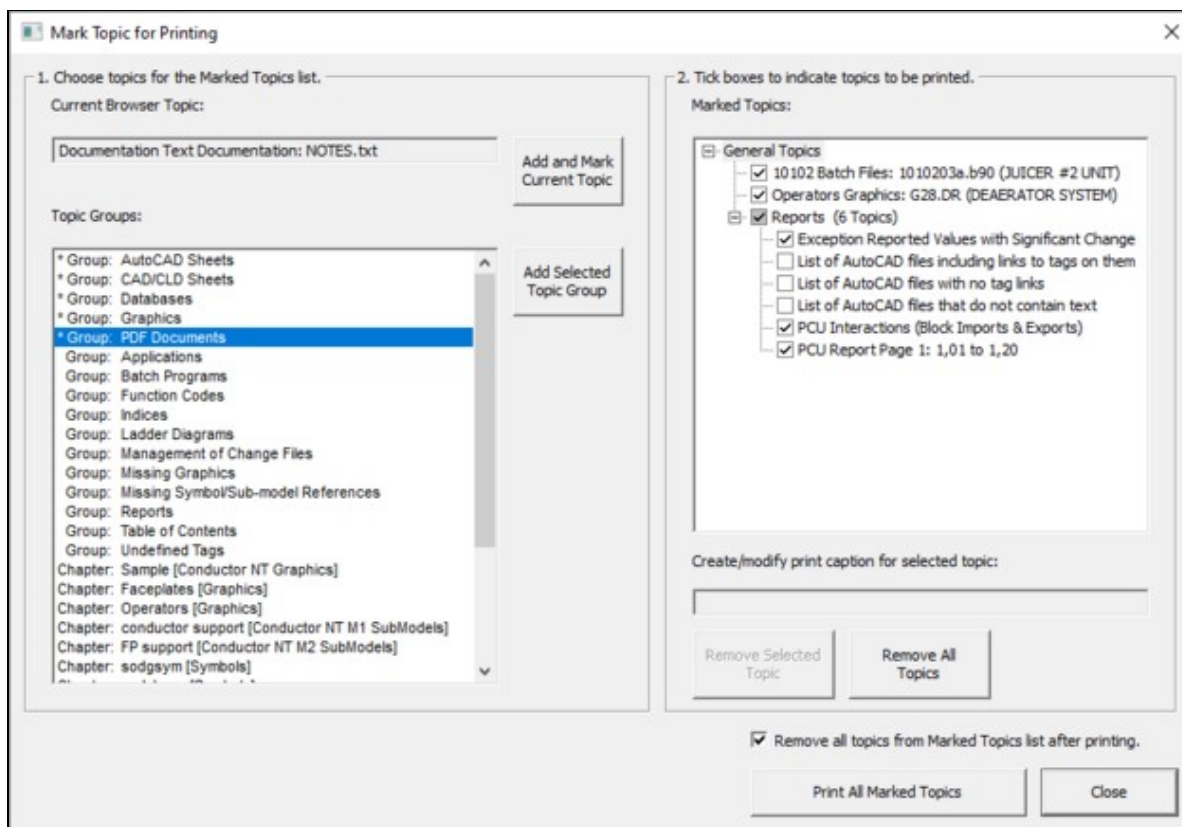 Mark Topic for Printing
1. Choose topics for the Marked Topics list.
Current Browser Topic:
Documentation Text Documentation: NOTES.txt
Add and Mark
Current Topic
Topic Groups:
* Group: AutoCAD Sheets
* Group: CAD/CLD Sheets
* Group: Databases
* Group: Graphics
* Group: PDF Documents
Group: Applications
Group: Batch Programs
Group: Function Codes
Group: Indices
Group: Ladder Diagrams
Group: Management of Change Files
Group: Missing Graphics
Group: Missing Symbol/Sub-model References
Group: Reports
Group: Table of Contents
Group: Undefined Tags
Chapter: Sample [Conductor NT Graphics]
Chapter: Faceplates [Graphics]
Chapter: Operators [Graphics]
Chapter: conductor support [Conductor NT M1 SubModels]
Chapter: FP support [Conductor NT M2 SubModels]
Chapter: sodgsym [Symbols]
Add Selected
Topic Group
2. Tick boxes to indicate topics to be printed.
Marked Topics:
General Topics
10102 Batch Files: 1010203a.b90 (JUICER #2 UNIT)
Operators Graphics: G28.DR (DEAERATOR SYSTEM)
Reports (6 Topics)
Exception Reported Values with Significant Change
List of AutoCAD files including links to tags on them
List of AutoCAD files with no tag links
List of AutoCAD files that do not contain text
PCU Interactions (Block Imports & Exports)
PCU Report Page 1: 1,01 to 1,20
Create/modify print caption for selected topic:
Remove Selected
Topic
Remove All
Topics
Remove all topics from Marked Topics list after printing.
Print All Marked Topics
Close